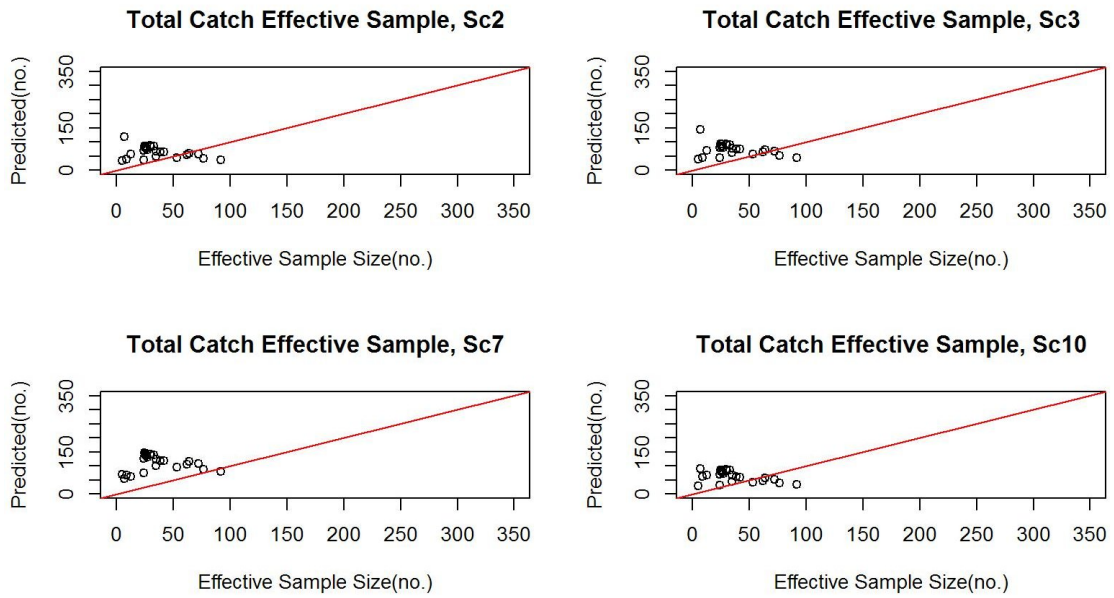 Total Catch Effective Sample, Sc2
Predicted(no.)
350
150
0
0 50 100 150 200 250 300 350
Effective Sample Size(no.)
Total Catch Effective Sample, Sc3
Predicted(no.)
350
150
0
0 50 100 150 200 250 300 350
Effective Sample Size(no.)
Total Catch Effective Sample, Sc7
Predicted(no.)
350
150
0
0 50 100 150 200 250 300 350
Effective Sample Size(no.)
Total Catch Effective Sample, Sc10
Predicted(no.)
350
150
0
0 50 100 150 200 250 300 350
Effective Sample Size(no.)